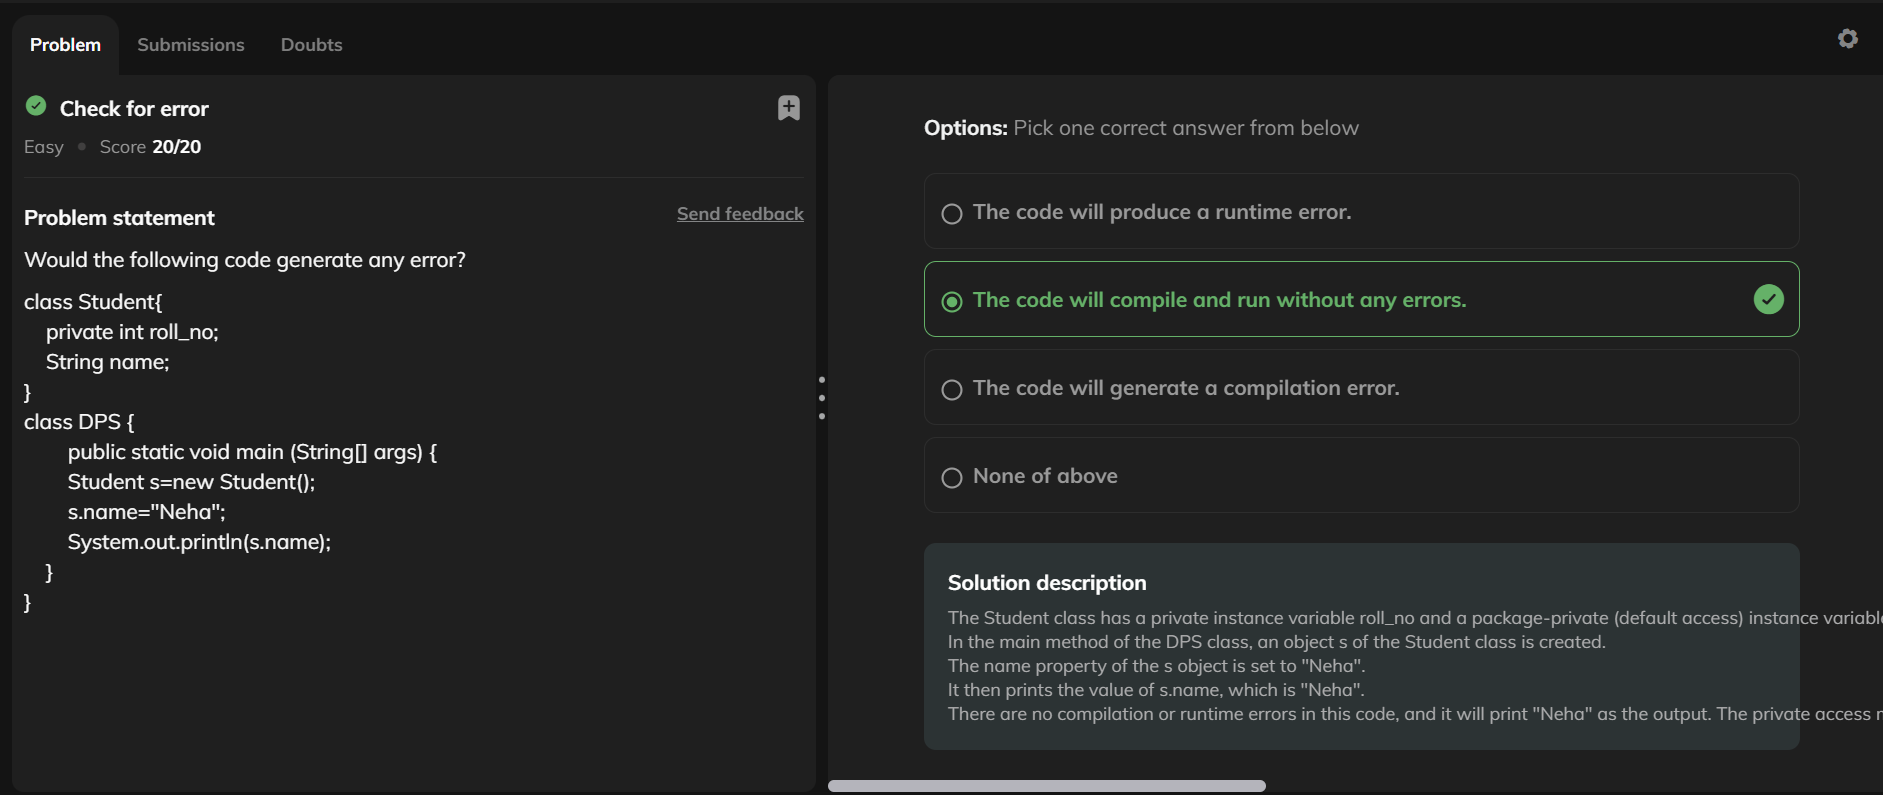 Problem Submissions Doubts
Check for error
Easy • Score 20/20
Problem statement
Send feedback
Would the following code generate any error?
class Student{
    private int roll_no;
    String name;
}
class DPS {
        public static void main (String[] args) {
        Student s=new Student();
        s.name="Neha";
        System.out.println(s.name);
    }
}
Options: Pick one correct answer from below
The code will produce a runtime error.
The code will compile and run without any errors.
The code will generate a compilation error.
None of above
Solution description
The Student class has a private instance variable roll_no and a package-private (default access) instance
In the main method of the DPS class, an object s of the Student class is created.
The name property of the s object is set to "Neha".
It then prints the value of s.name, which is "Neha".
There are no compilation or runtime errors in this code, and it will print "Neha" as the output. The private access